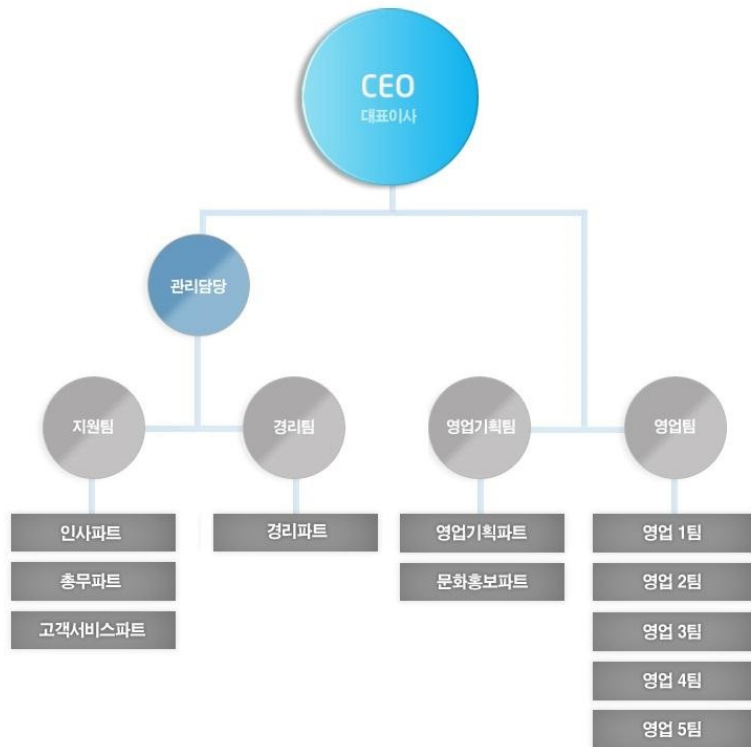 CEO
대표이사
관리담당
지원팀
경리팀
영업기획팀
영업팀
인사파트
경리파트
영업기획파트
영업 1팀
총무파트
문화홍보파트
영업 2팀
고객서비스파트
영업 3팀
영업 4팀
영업 5팀